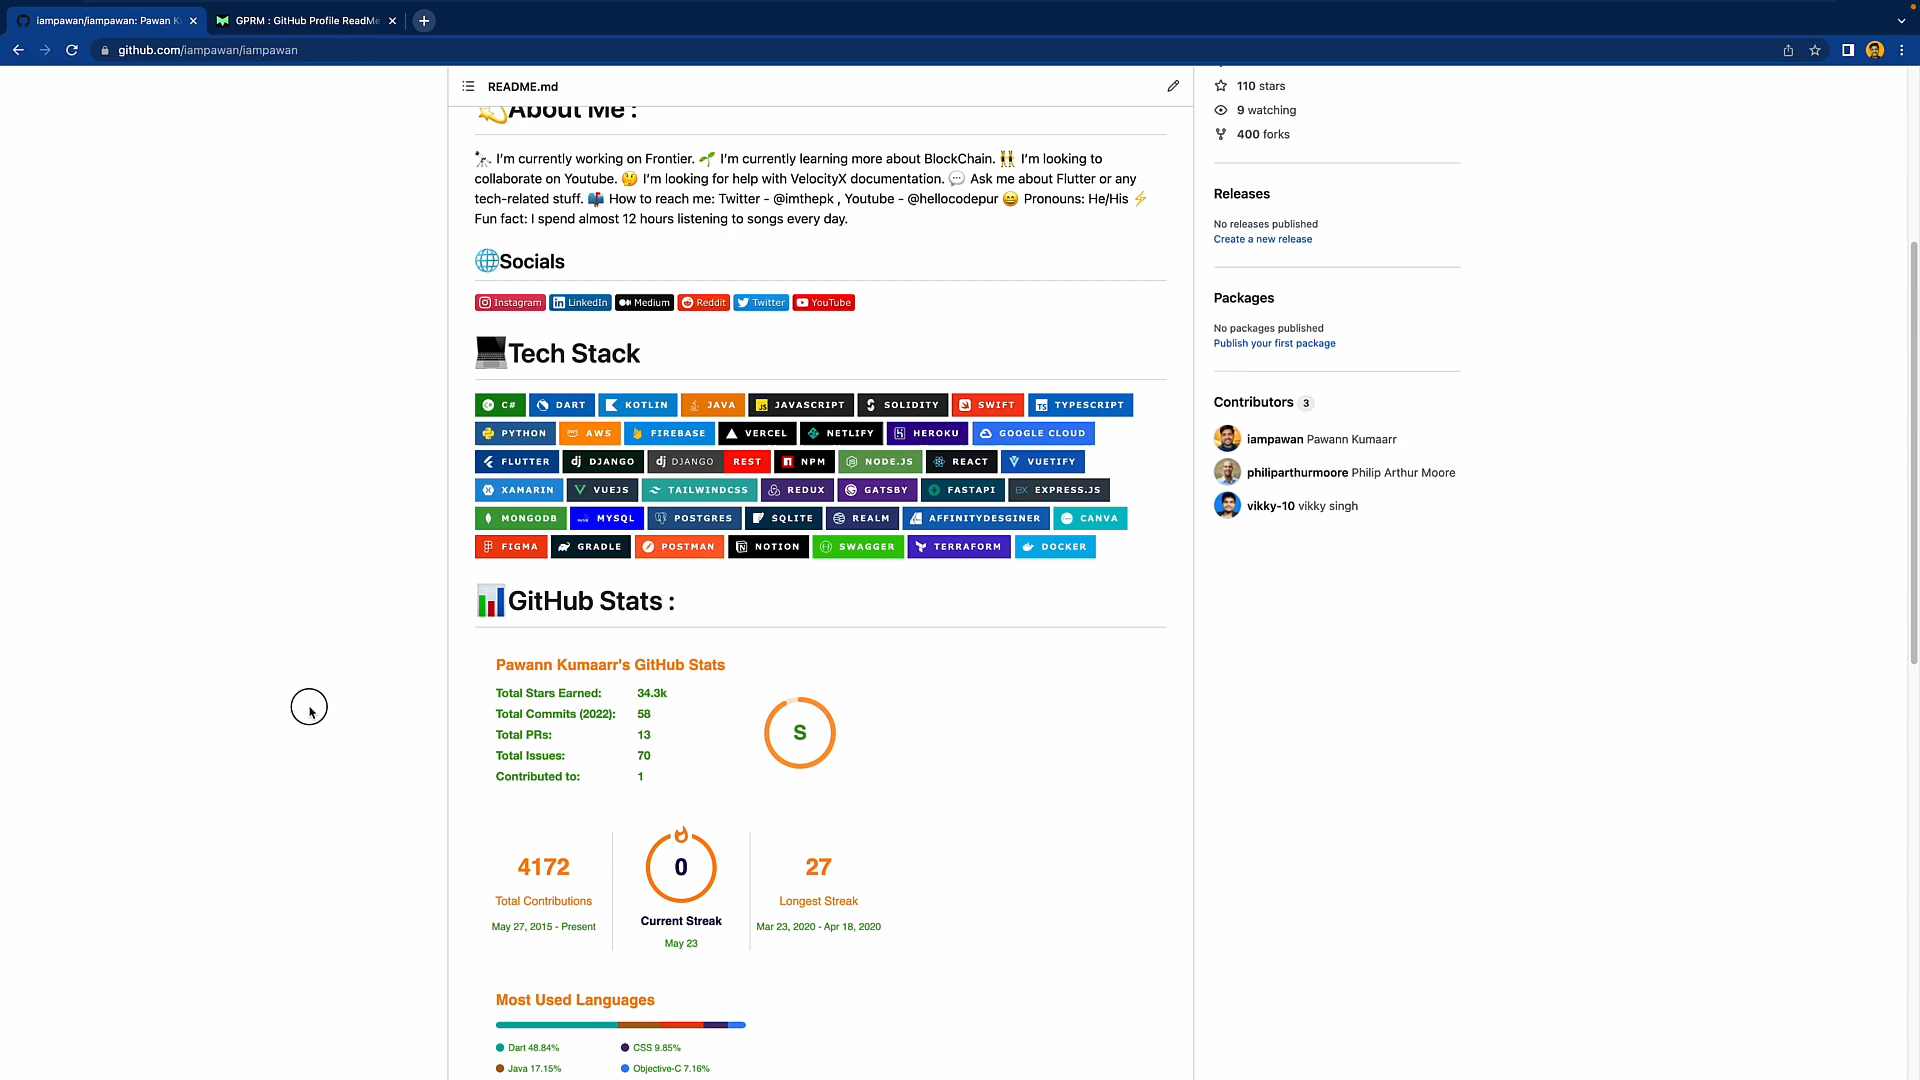 iampawan/iampawan: Pawan K
GPRM : GitHub Profile ReadMe
github.com/iampawan/iampawan
README.md
About Me :
I'm currently working on Frontier. I'm currently learning more about BlockChain. I'm looking to
collaborate on Youtube. I'm looking for help with VelocityX documentation. Ask me about Flutter or any
tech-related stuff. How to reach me: Twitter - @imthepk , Youtube - @hellocodepur Pronouns: He/His
Fun fact: I spend almost 12 hours listening to songs every day.
Socials
Instagram LinkedIn Medium Reddit Twitter YouTube
Tech Stack
C# DART KOTLIN JAVA JAVASCRIPT SOLIDITY SWIFT TYPESCRIPT
PYTHON AWS FIREBASE VERCEL NETLIFY HEROKU GOOGLE CLOUD
FLUTTER DJANGO DJANGO REST NPM NODE.JS REACT VUETIFY
XAMARIN VUEJS TAILWINDCSS REDUX GATSBY FASTAPI EXPRESS.JS
MONGODB MYSQL POSTGRES SQLITE REALM AFFINITYDESGINER CANVA
FIGMA GRADLE POSTMAN NOTION SWAGGER TERRAFORM DOCKER
GitHub Stats :
Pawann Kumaarr's GitHub Stats
Total Stars Earned: 34.3k
Total Commits (2022): 58
Total PRs: 13
Total Issues: 70
Contributed to: 1
S
4172
Total Contributions
May 27, 2015 - Present
0
Current Streak
May 23
27
Longest Streak
Mar 23, 2020 - Apr 18, 2020
Most Used Languages
Dart 48.84%
CSS 9.85%
Java 17.15%
Objective-C 7.16%
110 stars
9 watching
400 forks
Releases
No releases published
Create a new release
Packages
No packages published
Publish your first package
Contributors 3
iampawan Pawann Kumaarr
philiparthurmoore Philip Arthur Moore
vikky-10 vikky singh